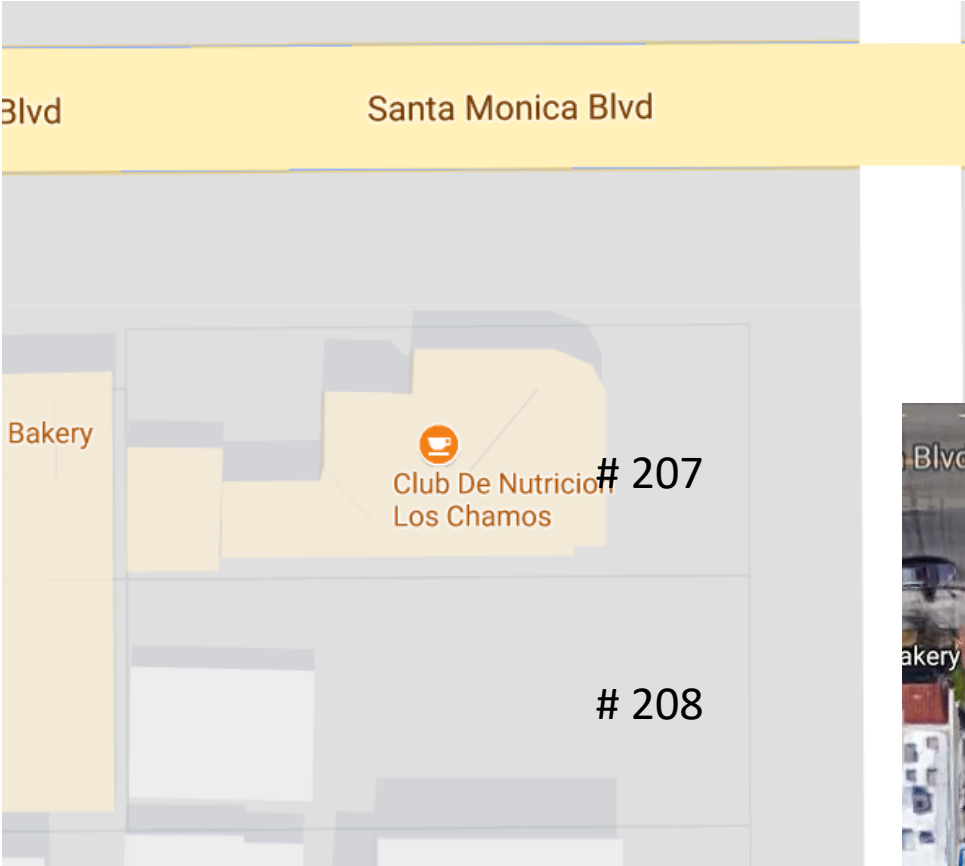 Blvd
Santa Monica Blvd
Bakery
Club De Nutricion
Los Chamos
# 207
# 208
Blvd
akery